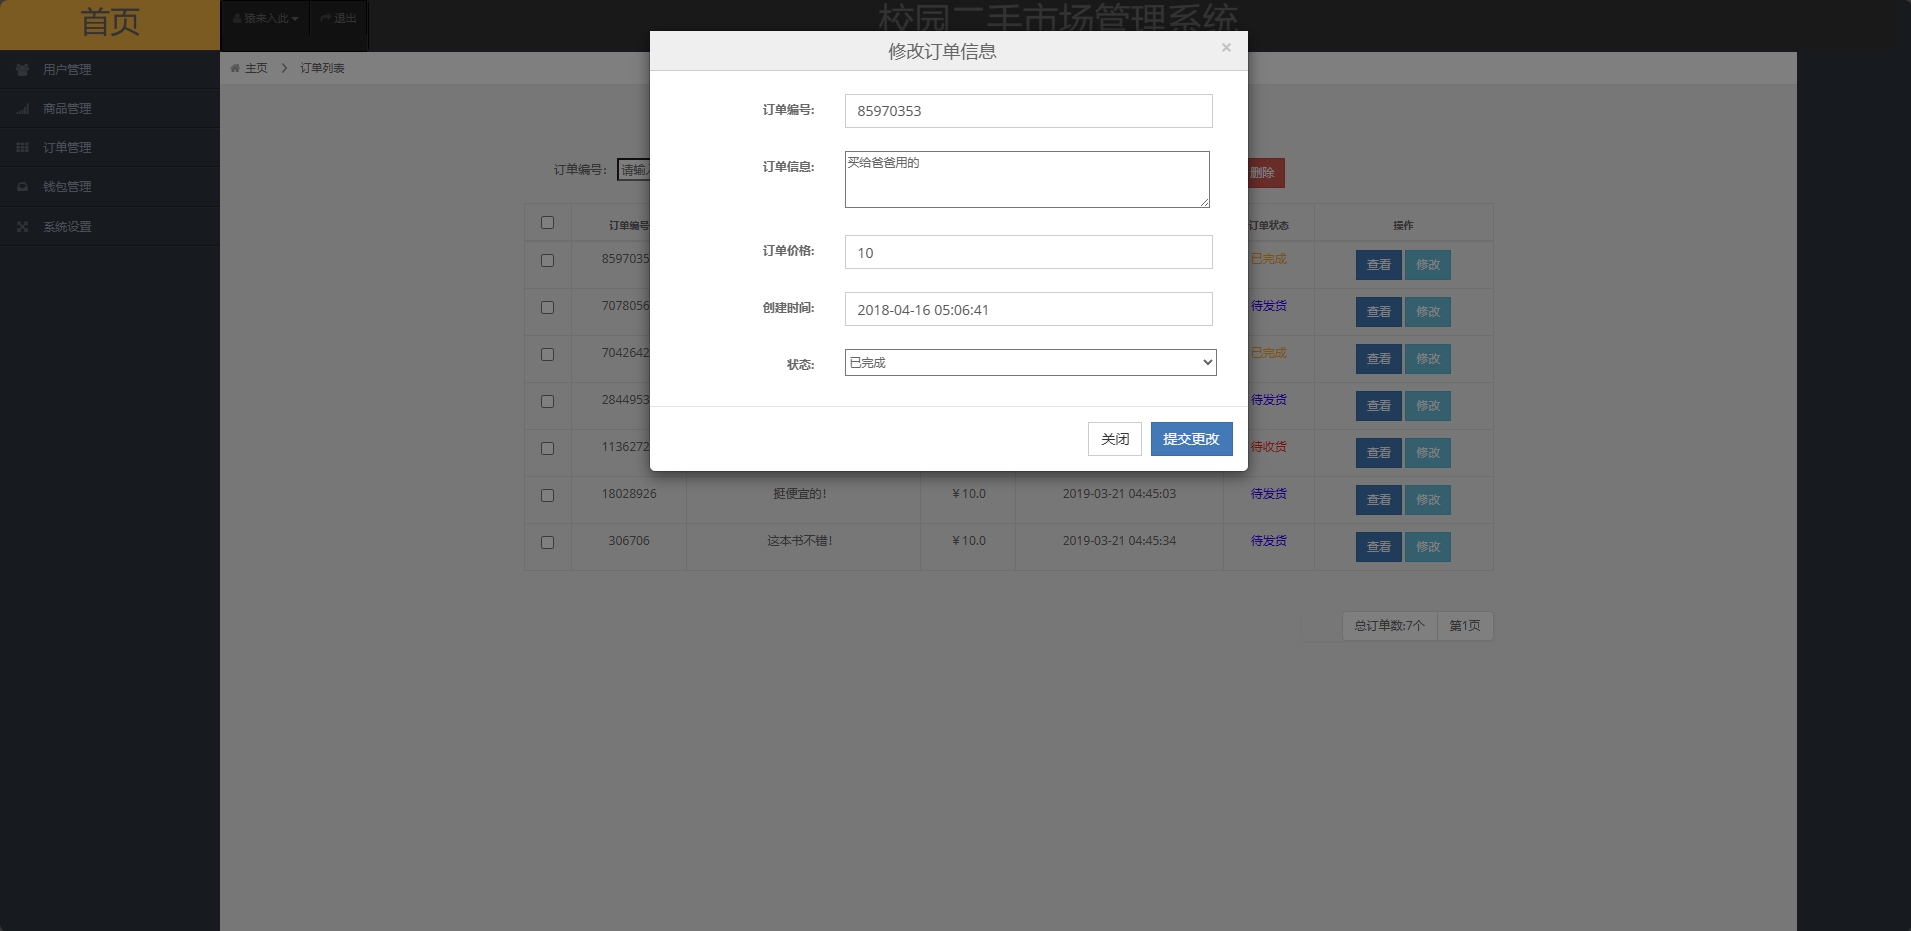 首页
猿来入此
退出
校园二手市场管理系统
用户管理
商品管理
订单管理
钱包管理
系统设置
主页
订单列表
修改订单信息
×
订单编号:
85970353
订单信息:
买给爸爸用的
订单价格:
10
创建时间:
2018-04-16 05:06:41
状态:
已完成
关闭
提交更改
订单编号: 请输
删除
订单编号 订单状态 操作
8597035 已完成 查看 修改
7078056 待发货 查看 修改
7042642 已完成 查看 修改
2844953 待发货 查看 修改
1136272 待收货 查看 修改
18028926 挺便宜的! ￥10.0 2019-03-21 04:45:03 待发货 查看 修改
306706 这本书不错! ￥10.0 2019-03-21 04:45:34 待发货 查看 修改
总订单数:7个 第1页